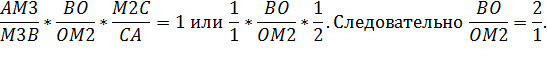 AM3/M3B * BO/OM2 * M2C/CA = 1 или 1/1 * BO/OM2 * 1/2. Следовательно BO/OM2 = 2/1.